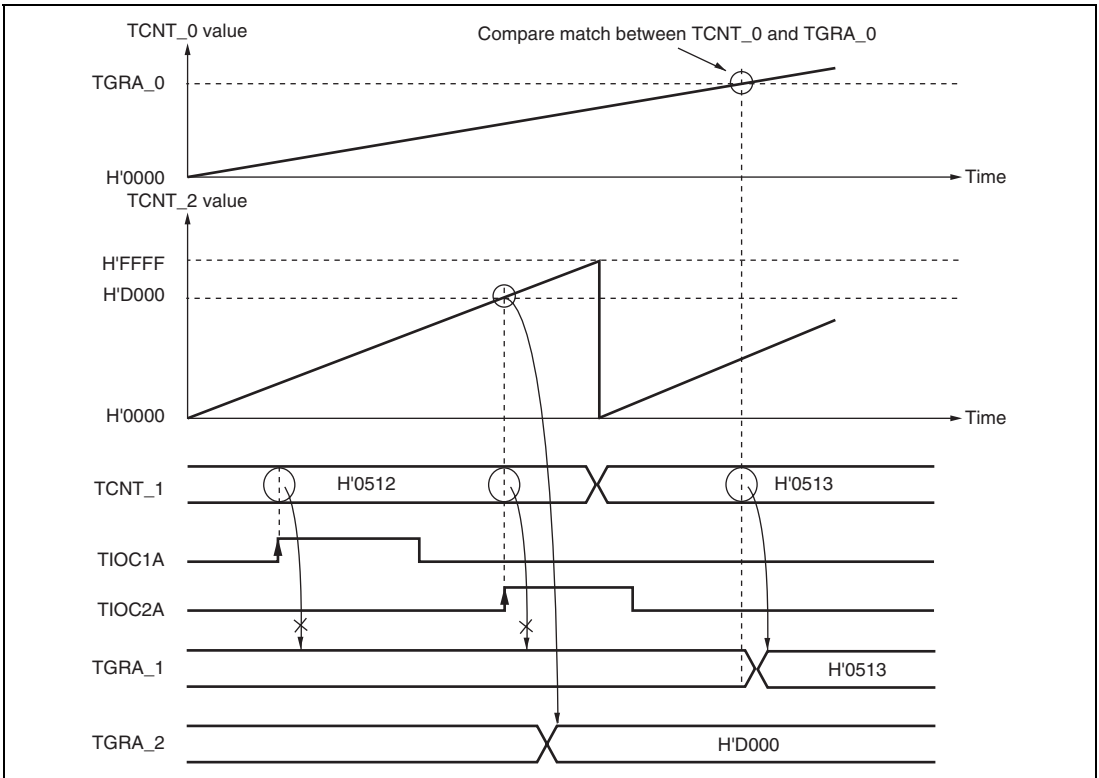 TCNT_0 value
Compare match between TCNT_0 and TGRA_0
TGRA_0
H'0000
Time
TCNT_2 value
H'FFFF
H'D000
H'0000
Time
TCNT_1
H'0512
H'0513
TIOC1A
TIOC2A
TGRA_1
H'0513
TGRA_2
H'D000